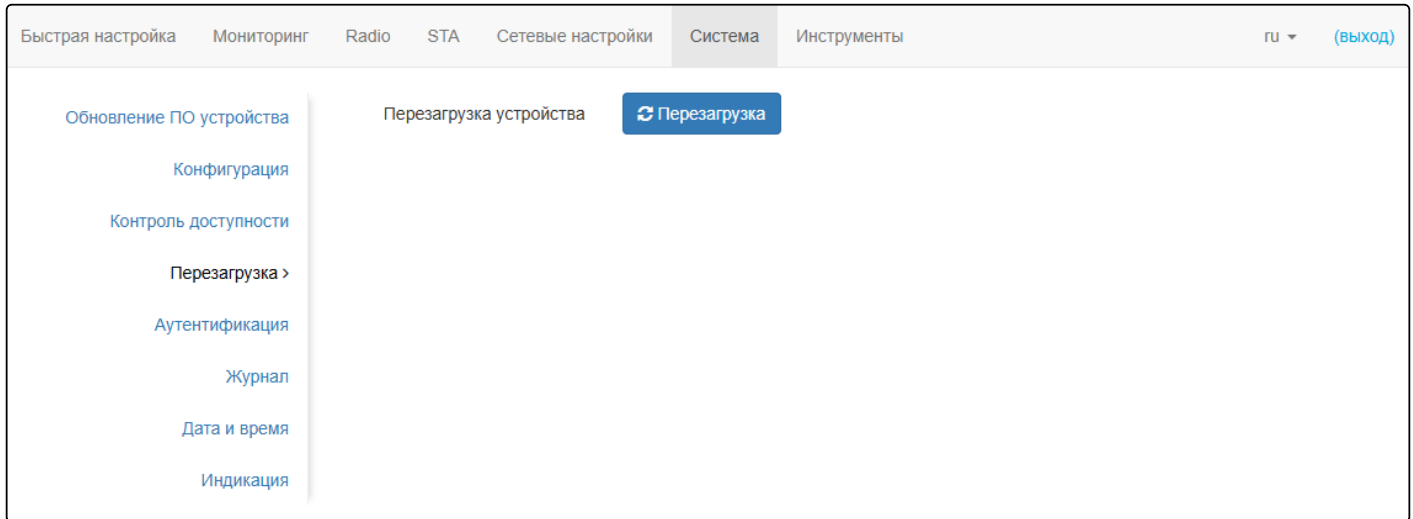 Быстрая настройка Мониторинг Radio STA Сетевые настройки Система Инструменты ru (выход)
Обновление ПО устройства
Перезагрузка устройства Перезагрузка
Конфигурация
Контроль доступности
Перезагрузка >
Аутентификация
Журнал
Дата и время
Индикация